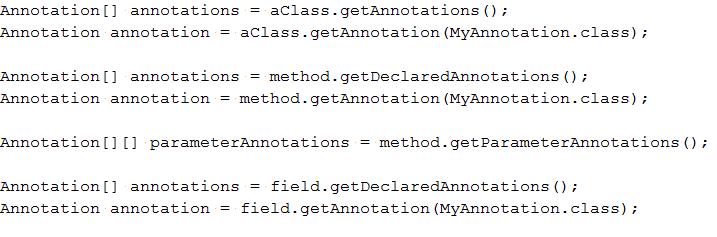 Annotation[] annotations = aClass.getAnnotations();
Annotation annotation = aClass.getAnnotation(MyAnnotation.class);
Annotation[] annotations = method.getDeclaredAnnotations();
Annotation annotation = method.getAnnotation(MyAnnotation.class);
Annotation[][] parameterAnnotations = method.getParameterAnnotations();
Annotation[] annotations = field.getDeclaredAnnotations();
Annotation annotation = field.getAnnotation(MyAnnotation.class);